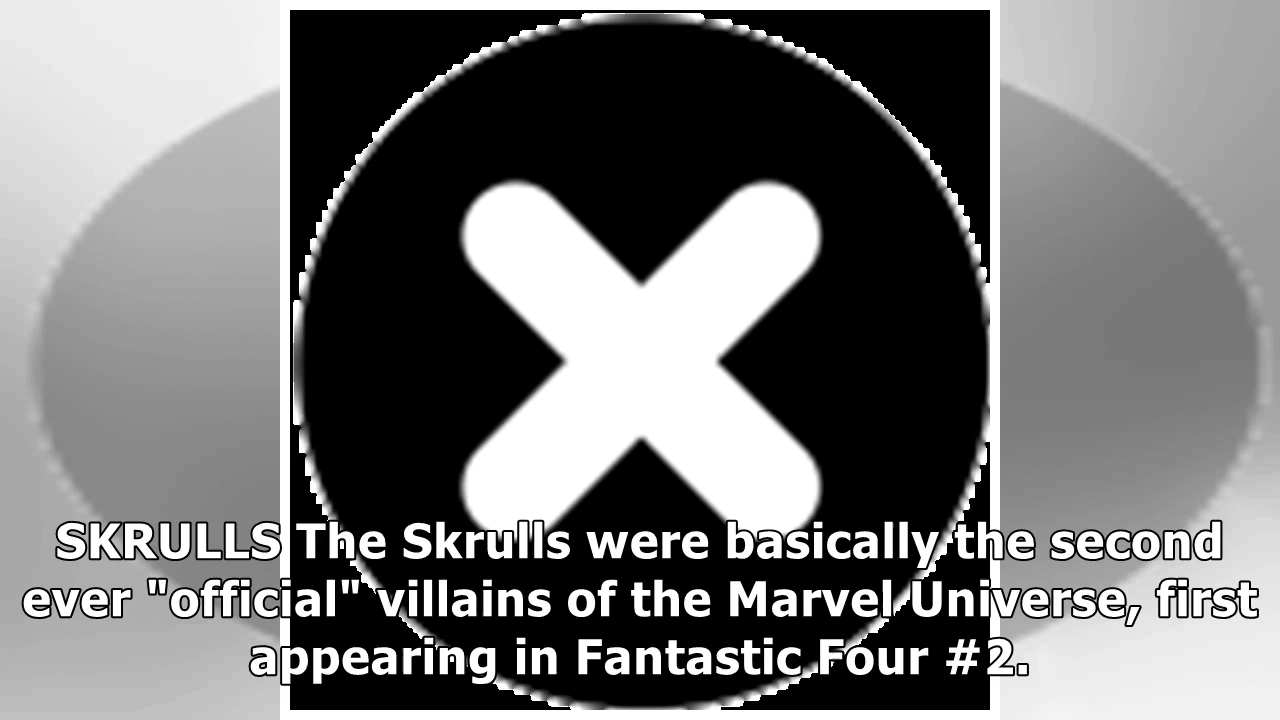 SKRULLS The Skrulls were basically the second
ever "official" villains of the Marvel Universe, first
appearing in Fantastic Four #2.